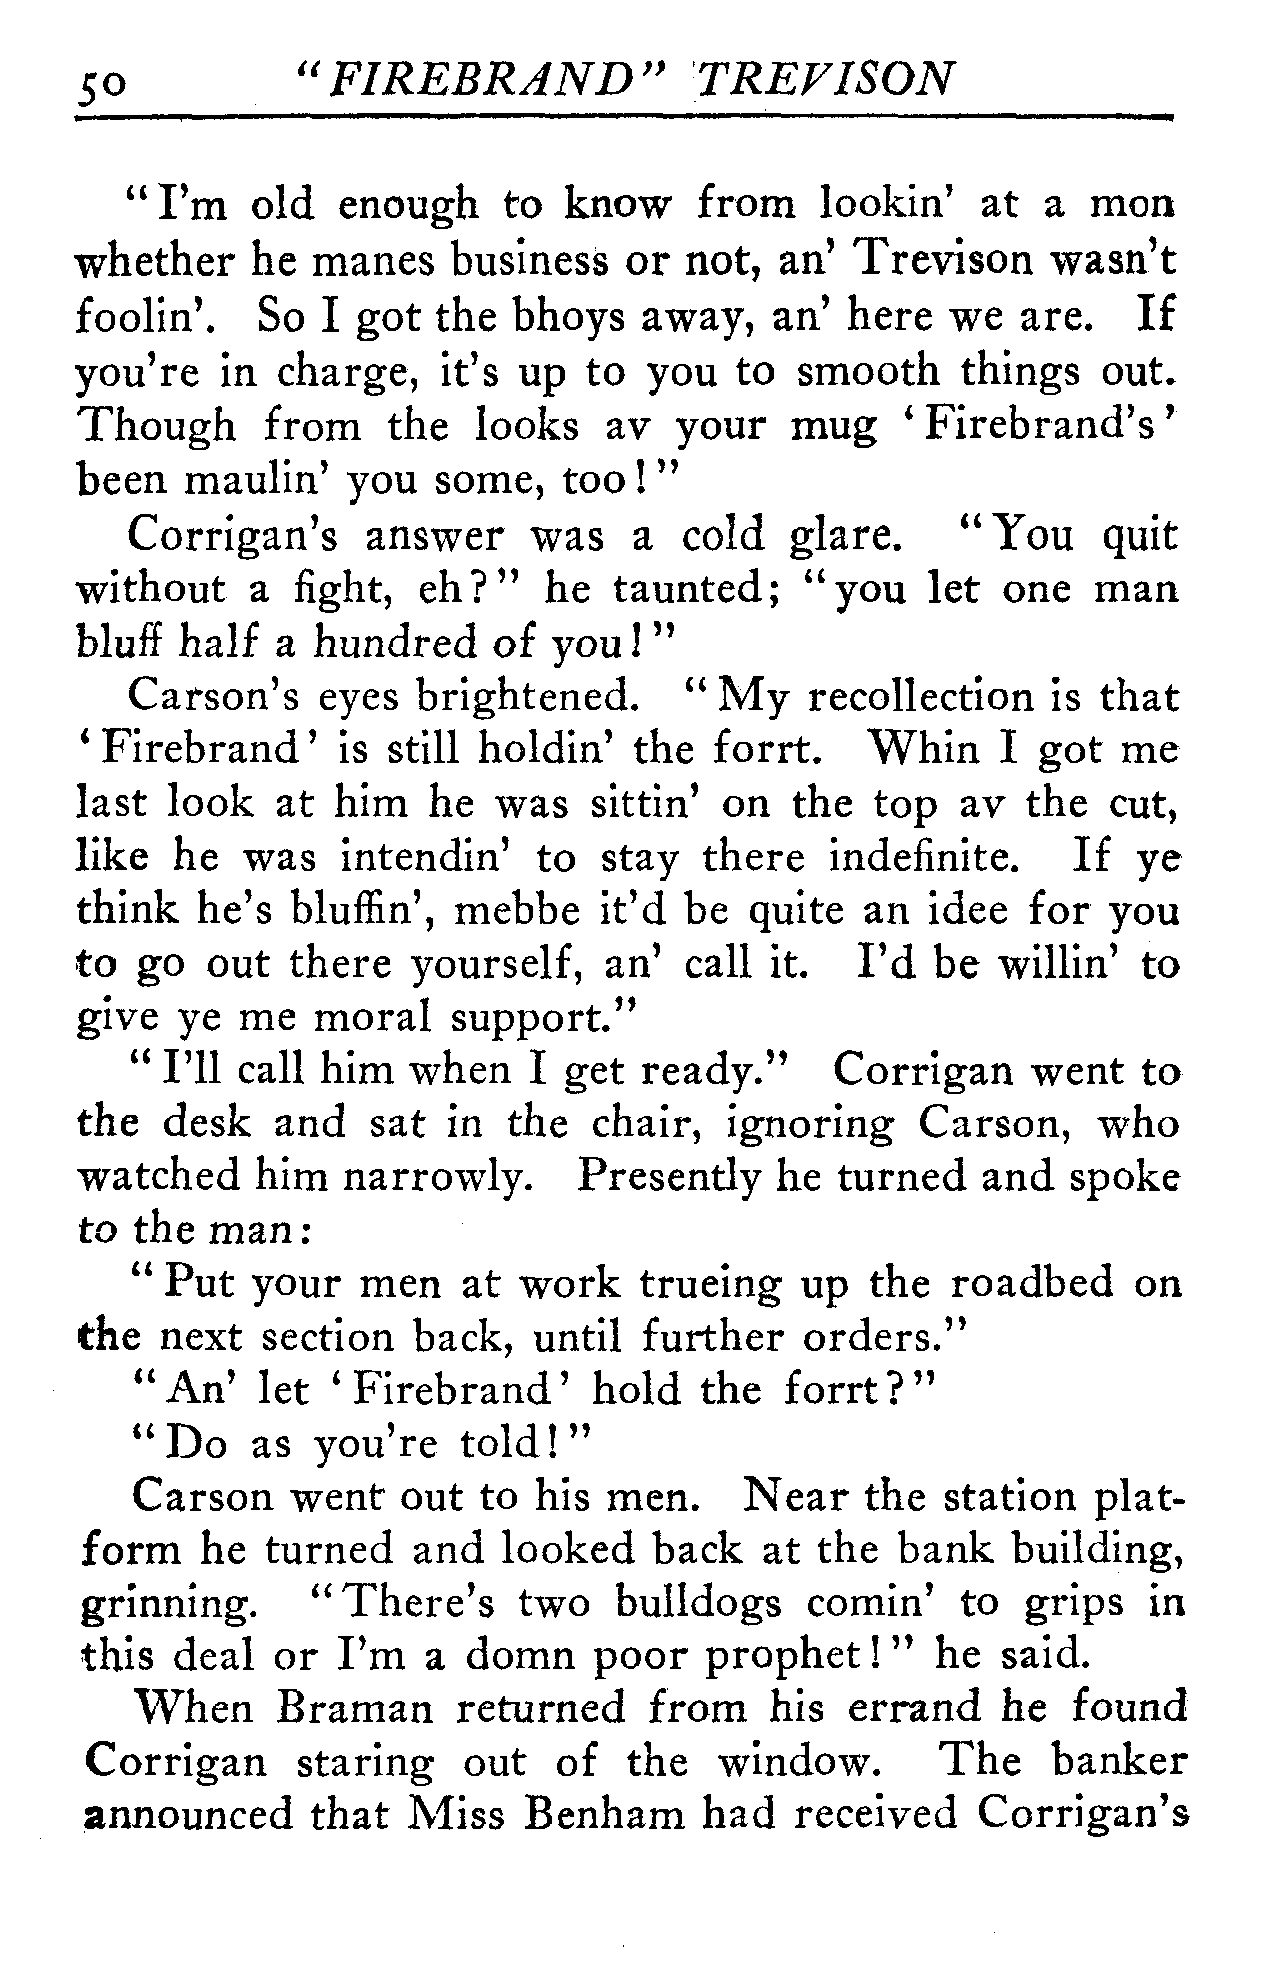 50 "FIREBRAND" TREVISON
"I'm old enough to know from lookin' at a mon
whether he manes business or not, an' Trevison wasn't
foolin'. So I got the bhoys away, an' here we are. If
you're in charge, it's up to you to smooth things out.
Though from the looks av your mug 'Firebrand's'
been maulin' you some, too!"
Corrigan's answer was a cold glare. "You quit
without a fight, eh?" he taunted; "you let one man
bluff half a hundred of you!"
Carson's eyes brightened. "My recollection is that
'Firebrand' is still holdin' the forrt. Whin I got me
last look at him he was sittin' on the top av the cut,
like he was intendin' to stay there indefinite. If ye
think he's bluffin', mebbe it'd be quite an idee for you
to go out there yourself, an' call it. I'd be willin' to
give ye me moral support."
"I'll call him when I get ready." Corrigan went to
the desk and sat in the chair, ignoring Carson, who
watched him narrowly. Presently he turned and spoke
to the man:
"Put your men at work trueing up the roadbed on
the next section back, until further orders."
"An' let 'Firebrand' hold the forrt?"
"Do as you're told!"
Carson went out to his men. Near the station plat-
form he turned and looked back at the bank building,
grinning. "There's two bulldogs comin' to grips in
this deal or I'm a domn poor prophet!" he said.
When Braman returned from his errand he found
Corrigan staring out of the window. The banker
announced that Miss Benham had received Corrigan's